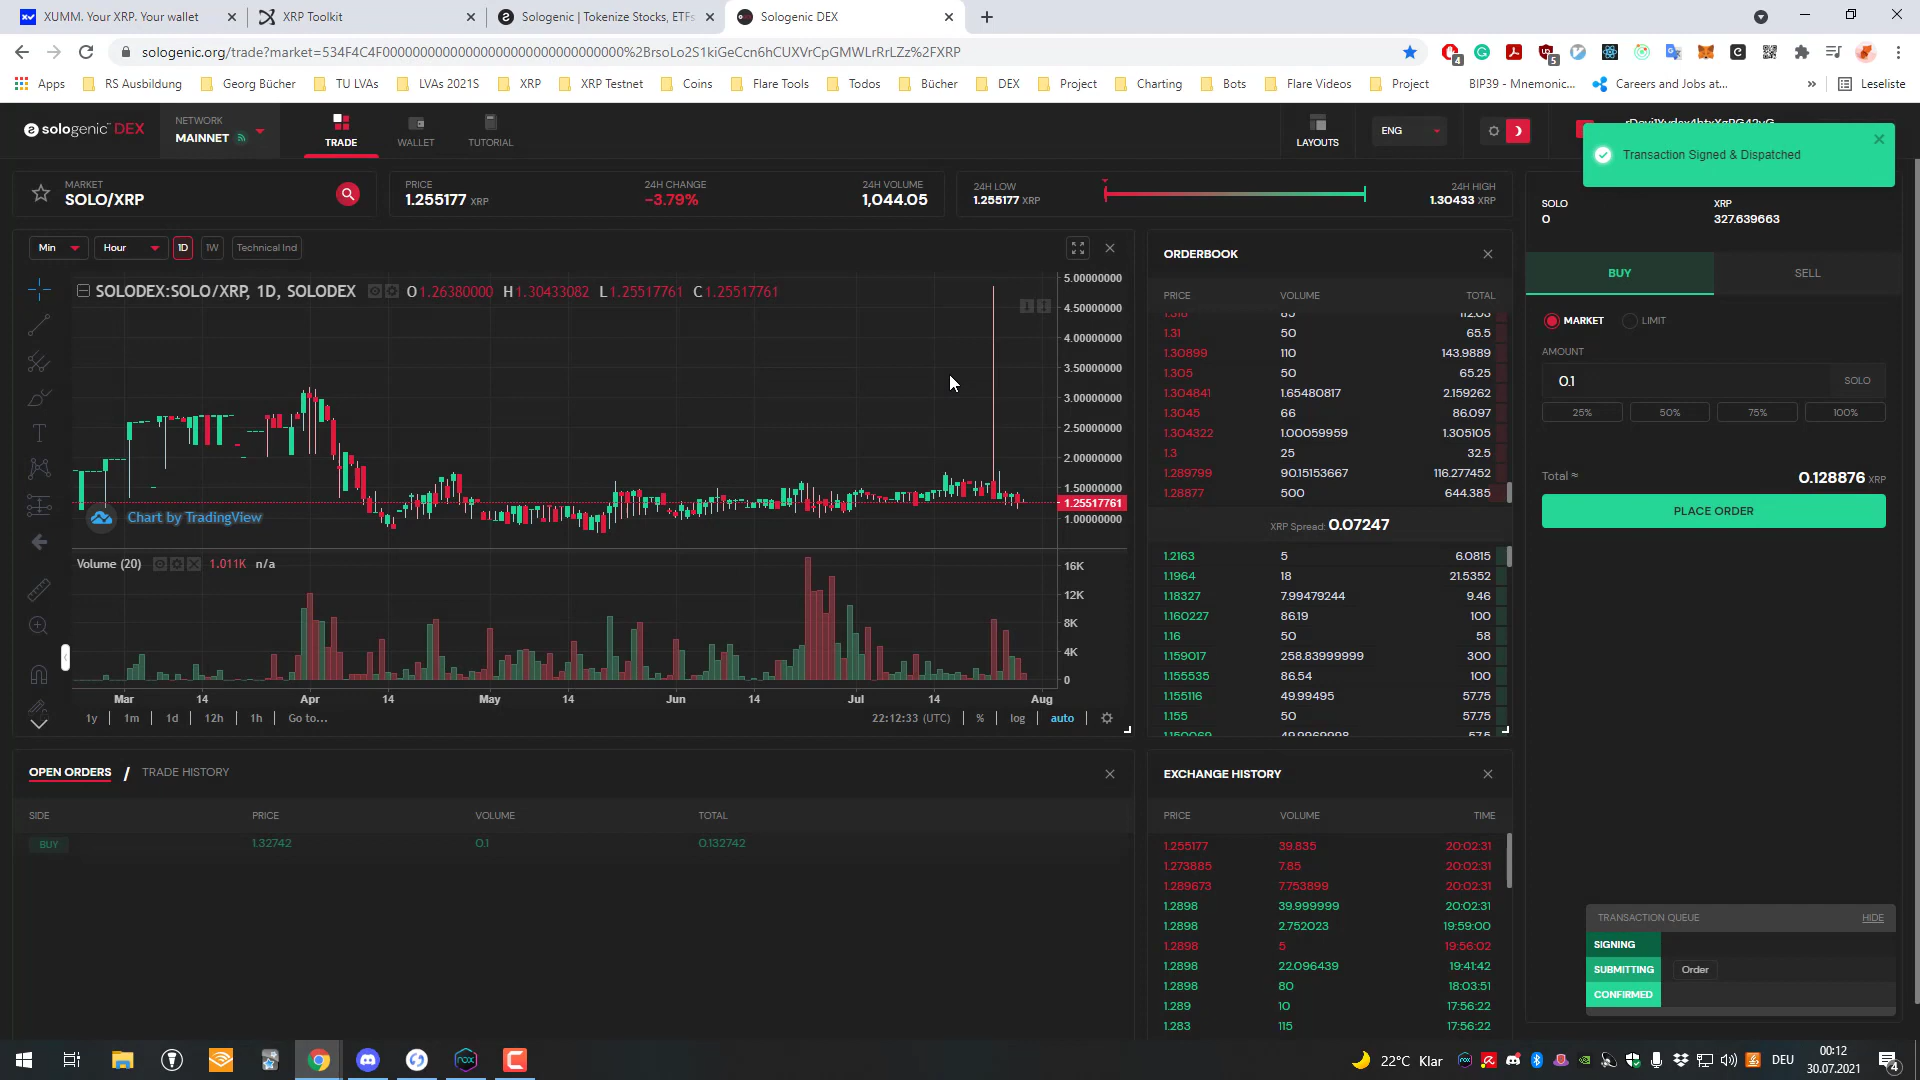 XUMM. Your XRP. Your wallet
XRP Toolkit
Sologenic | Tokenize Stocks, ETFs
Sologenic DEX
Apps
RS Ausbildung
Georg Bücher
TU LVAs
LVAs 2021S
XRP
XRP Testnet
Coins
Flare Tools
Todos
Bücher
DEX
Project
Charting
Bots
Flare Videos
Project
BIP39 - Mnemonic...
Careers and Jobs at...
»
Leseliste
sologenic DEX
NETWORK
MAINNET
TRADE
WALLET
TUTORIAL
LAYOUTS
ENG
Transaction Signed & Dispatched
MARKET
SOLO/XRP
PRICE
1.255177 XRP
24H CHANGE
-3.79%
24H VOLUME
1,044.05
24H LOW
1.255177 XRP
24H HIGH
1.30433 XRP
SOLO
0
XRP
327.639663
Min
Hour
1D
1W
Technical Ind
SOLODEX:SOLO/XRP, 1D, SOLODEX
O 1.26380000 H 1.30433082 L 1.25517761 C 1.25517761
5.00000000
4.50000000
4.00000000
3.50000000
3.00000000
2.50000000
2.00000000
1.50000000
1.25517761
1.00000000
Chart by TradingView
Volume (20)
1.011K n/a
16K
12K
8K
4K
0
Mar 14 Apr 14 May 14 Jun 14 Jul 14 Aug
1y 1m 1d 12h 1h Go to...
22:12:33 (UTC) % log auto
ORDERBOOK
PRICE VOLUME TOTAL
1.31 50 65.5
1.30899 110 143.9889
1.305 50 65.25
1.304841 1.65480817 2.159262
1.3045 66 86.097
1.304322 1.00059959 1.305105
1.3 25 32.5
1.289799 90.15153667 116.277452
1.28877 500 644.385
XRP Spread: 0.07247
1.2163 5 6.0815
1.1964 18 21.5352
1.18327 7.99479244 9.46
1.160227 86.19 100
1.16 50 58
1.159017 258.83999999 300
1.155535 86.54 100
1.155116 49.99495 57.75
1.155 50 57.75
BUY
SELL
MARKET
LIMIT
AMOUNT
0.1 SOLO
25% 50% 75% 100%
Total ≈ 0.128876 XRP
PLACE ORDER
OPEN ORDERS / TRADE HISTORY
SIDE PRICE VOLUME TOTAL
BUY 1.32742 0.1 0.132742
EXCHANGE HISTORY
PRICE VOLUME TIME
1.255177 39.835 20:02:31
1.273885 7.85 20:02:31
1.289673 7.753899 20:02:31
1.2898 39.999999 20:02:31
1.2898 2.752023 19:59:00
1.2898 5 19:56:02
1.2898 22.096439 19:41:42
1.2898 80 18:03:51
1.289 10 17:56:22
1.283 115 17:56:22
TRANSACTION QUEUE
HIDE
SIGNING
SUBMITTING Order
CONFIRMED
22°C Klar
DEU
00:12
30.07.2021